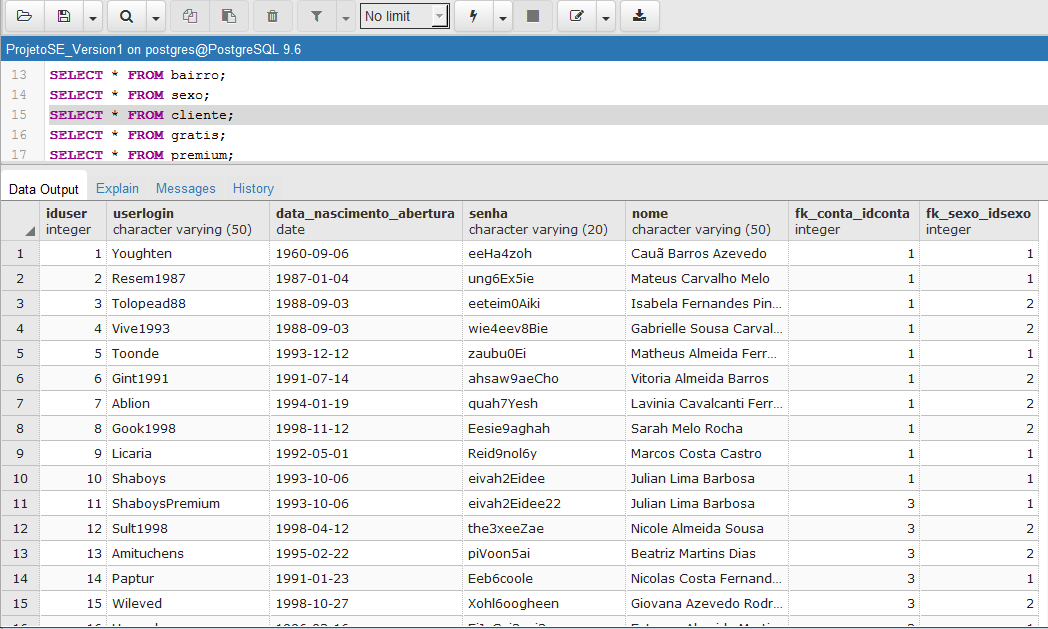 No limit
ProjetoSE_Version1 on postgres@PostgreSQL 9.6
13 SELECT * FROM bairro;
14 SELECT * FROM sexo;
15 SELECT * FROM cliente;
16 SELECT * FROM gratis;
17 SELECT * FROM premium;
Data Output Explain Messages History
iduser userlogin data_nascimento_abertura senha nome fk_conta_idconta fk_sexo_idsexo
integer character varying (50) date character varying (20) character varying (50) integer integer
1 1 Youghten 1960-09-06 eeHa4zoh Cauã Barros Azevedo 1 1
2 2 Resem1987 1987-01-04 ung6Ex5ie Mateus Carvalho Melo 1 1
3 3 Tolopead88 1988-09-03 eeteim0Aiki Isabela Fernandes Pin... 1 2
4 4 Vive1993 1988-09-03 wie4eev8Bie Gabrielle Sousa Carval... 1 2
5 5 Toonde 1993-12-12 zaubu0Ei Matheus Almeida Ferr... 1 1
6 6 Gint1991 1991-07-14 ahsaw9aeCho Vitoria Almeida Barros 1 2
7 7 Ablion 1994-01-19 quah7Yesh Lavinia Cavalcanti Ferr... 1 2
8 8 Gook1998 1998-11-12 Eesie9aghah Sarah Melo Rocha 1 2
9 9 Licaria 1992-05-01 Reid9nol6y Marcos Costa Castro 1 1
10 10 Shaboys 1993-10-06 eivah2Eidee Julian Lima Barbosa 1 1
11 11 ShaboysPremium 1993-10-06 eivah2Eidee22 Julian Lima Barbosa 3 1
12 12 Sult1998 1998-04-12 the3xeeZae Nicole Almeida Sousa 3 2
13 13 Amituchens 1995-02-22 piVoon5ai Beatriz Martins Dias 3 2
14 14 Paptur 1991-01-23 Eeb6coole Nicolas Costa Fernand... 3 1
15 15 Wileved 1998-10-27 Xohl6oogheen Giovana Azevedo Rodr... 3 2